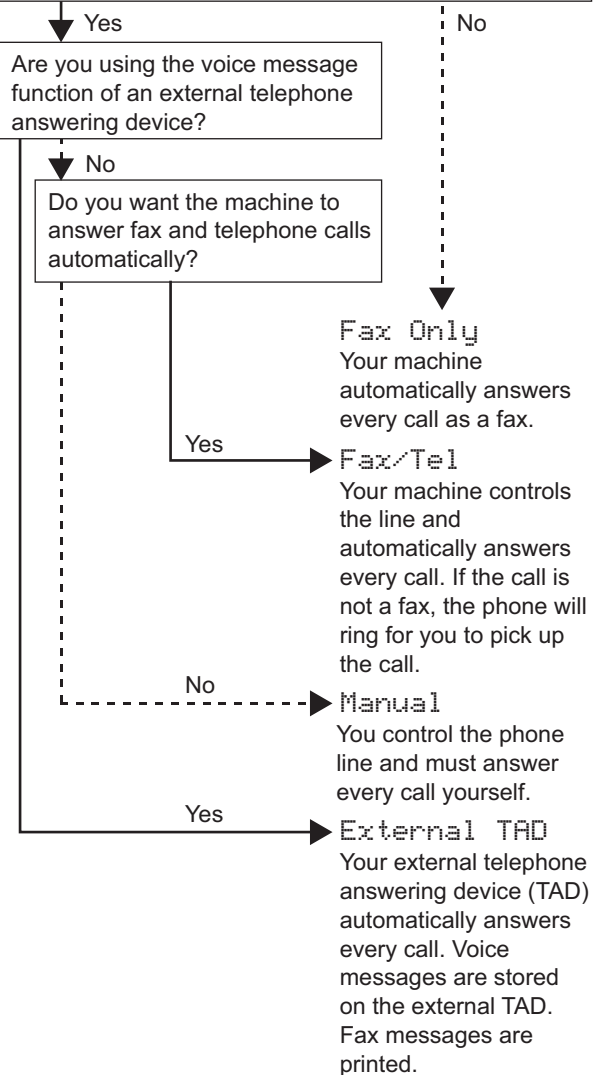 Yes
No
Are you using the voice message
function of an external telephone
answering device?
No
Do you want the machine to
answer fax and telephone calls
automatically?
Fax Only
Your machine
automatically answers
every call as a fax.
Yes
Fax/Tel
Your machine controls
the line and
automatically answers
every call. If the call is
not a fax, the phone will
ring for you to pick up
the call.
No
Manual
You control the phone
line and must answer
every call yourself.
Yes
External TAD
Your external telephone
answering device (TAD)
automatically answers
every call. Voice
messages are stored
on the external TAD.
Fax messages are
printed.